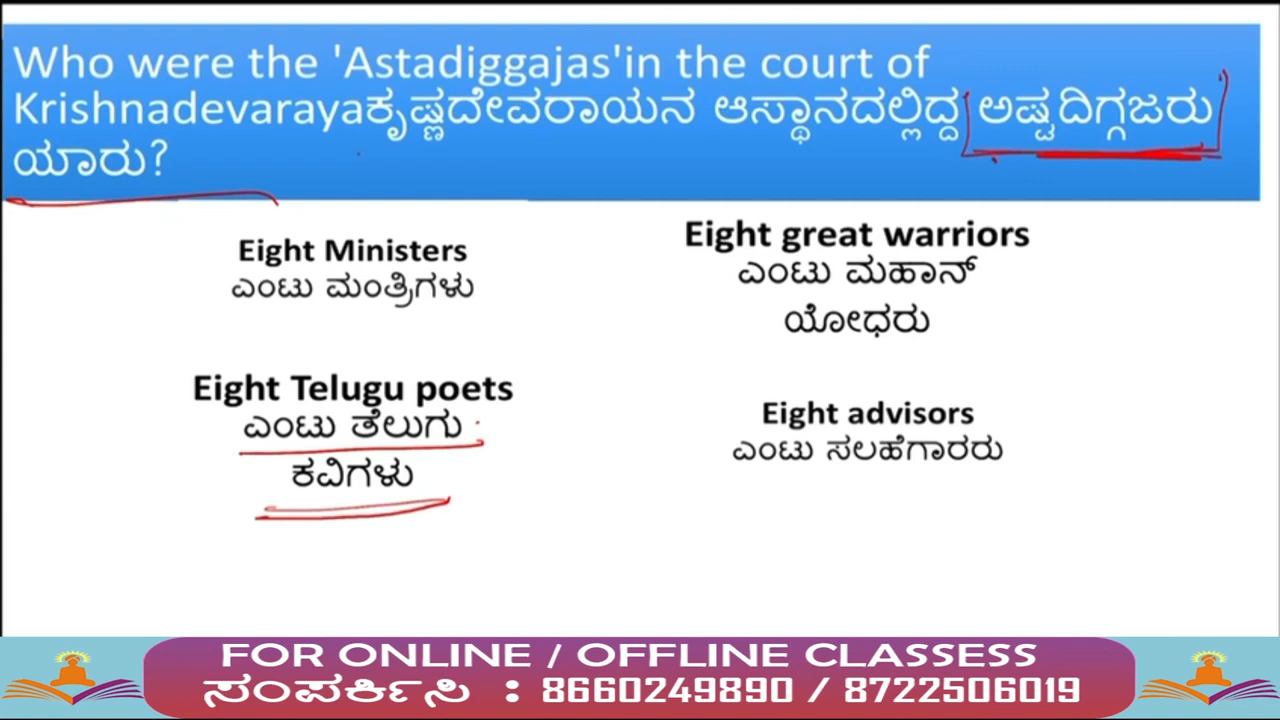 Who were the 'Astadiggajas'in the court of
Krishnadevarayaಕೃಷ್ಣದೇವರಾಯನ ಆಸ್ಥಾನದಲ್ಲಿದ್ದ ಅಷ್ಟದಿಗ್ಗಜರು
ಯಾರು?
Eight Ministers
ಎಂಟು ಮಂತ್ರಿಗಳು
Eight great warriors
ಎಂಟು ಮಹಾನ್
ಯೋಧರು
Eight Telugu poets
ಎಂಟು ತೆಲುಗು
ಕವಿಗಳು
Eight advisors
ಎಂಟು ಸಲಹೆಗಾರರು
FOR ONLINE / OFFLINE CLASSESS
ಸಂಪರ್ಕಿಸಿ : 8660249890 / 8722506019